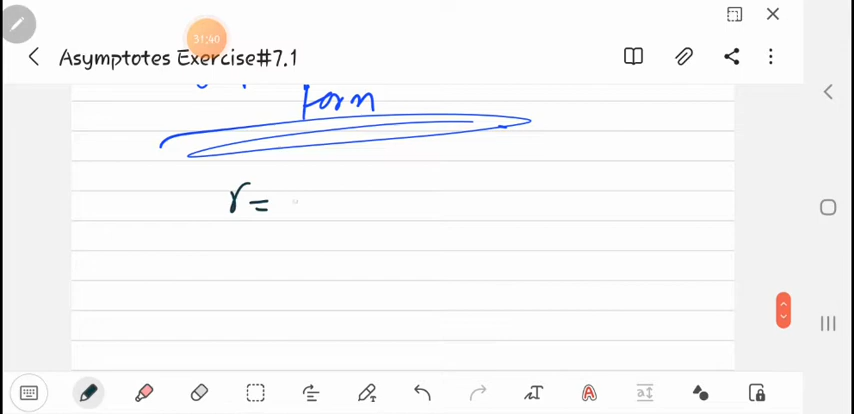 31:40
Asymptotes Exercise#7.1
form
r =